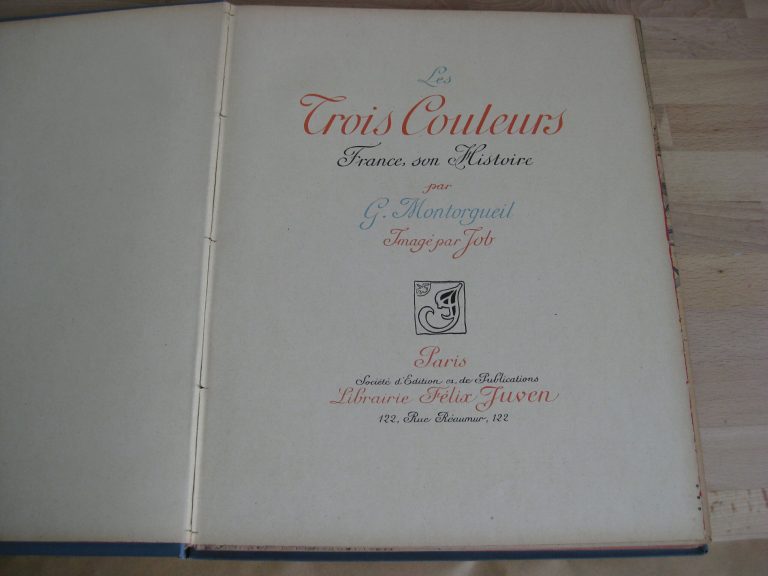 Les
Trois Couleurs
France, son Histoire
par
G. Montorgueil
Imagé par Job
J
Paris
Société d'Edition et de Publications
Librairie Félix Juven
122, Rue Réaumur, 122